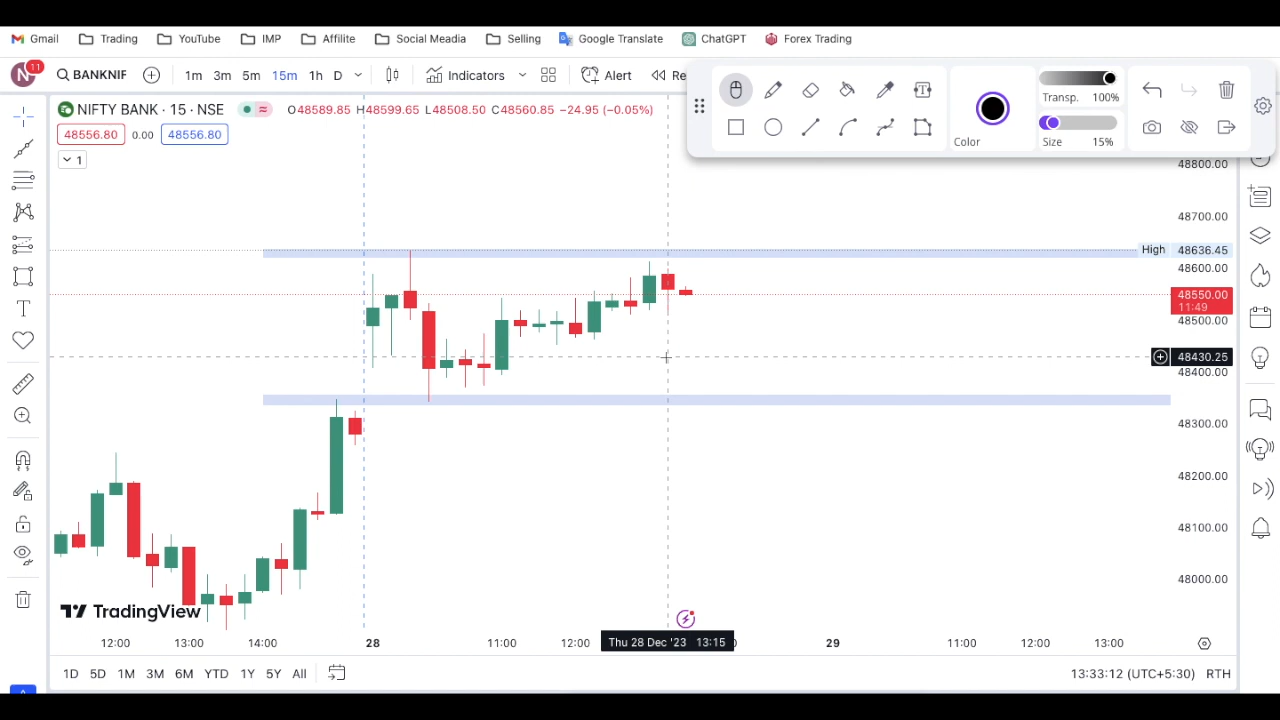 Gmail Trading YouTube IMP Affilite Social Meadia Selling Google Translate ChatGPT Forex Trading
N 11 BANKNIF 1m 3m 5m 15m 1h D Indicators Alert Re
T
Transp. 100%
Color Size 15%
NIFTY BANK · 15 · NSE O48589.85 H48599.65 L48508.50 C48560.85 −24.95 (−0.05%)
48556.80 0.00 48556.80
1
48800.00
48700.00
High 48636.45
48600.00
48550.00
11:49
48500.00
48430.25
48400.00
48300.00
48200.00
48100.00
48000.00
TradingView
12:00 13:00 14:00 28 11:00 12:00 Thu 28 Dec '23 13:15 29 11:00 12:00 13:00
1D 5D 1M 3M 6M YTD 1Y 5Y All 13:33:12 (UTC+5:30) RTH